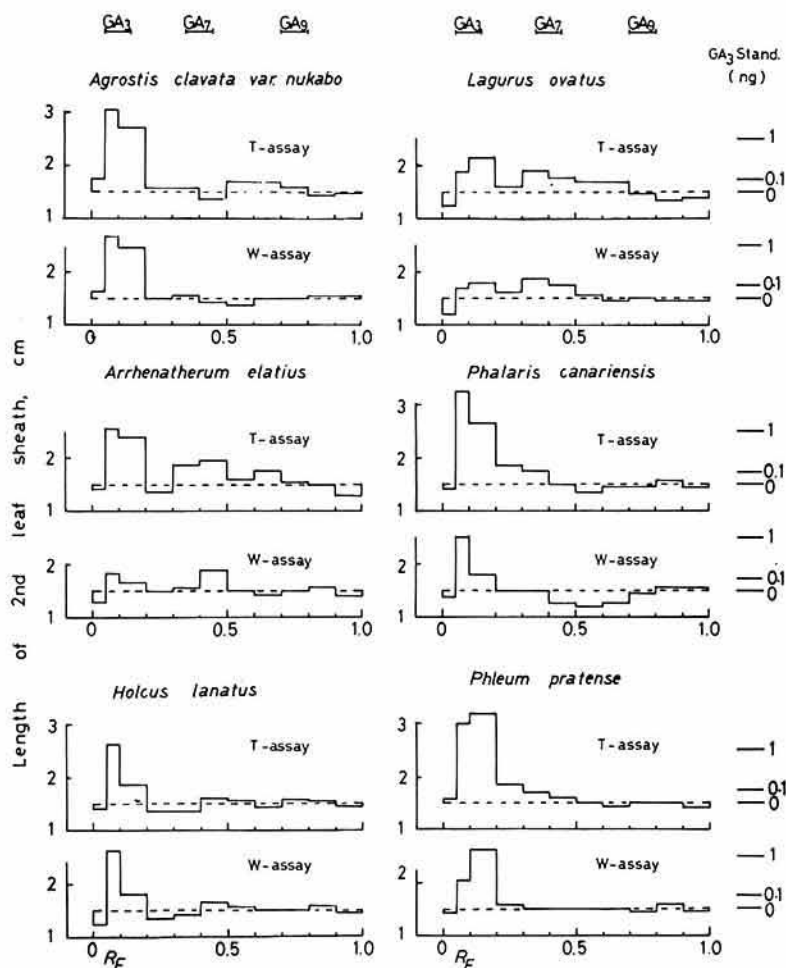 GA3 GA7 GA9 GA3 GA7 GA9
GA3 Stand.
(ng)
Agrostis clavata var. nukabo
Lagurus ovatus
3
2
1
T-assay
2
1
T-assay
1
0.1
0
2
1
W-assay
0 0.5 1.0
2
1
W-assay
0 0.5 1.0
1
0.1
0
Arrhenatherum elatius
Phalaris canariensis
2
1
T-assay
3
2
1
T-assay
1
0.1
0
2
1
W-assay
0 0.5 1.0
2
1
W-assay
0 0.5 1.0
1
0.1
0
Holcus lanatus
Phleum pratense
3
2
1
T-assay
3
2
1
T-assay
1
0.1
0
2
1
W-assay
0 0.5 1.0
RF
2
1
W-assay
0 0.5 1.0
RF
1
0.1
0
Length of 2nd leaf sheath, cm